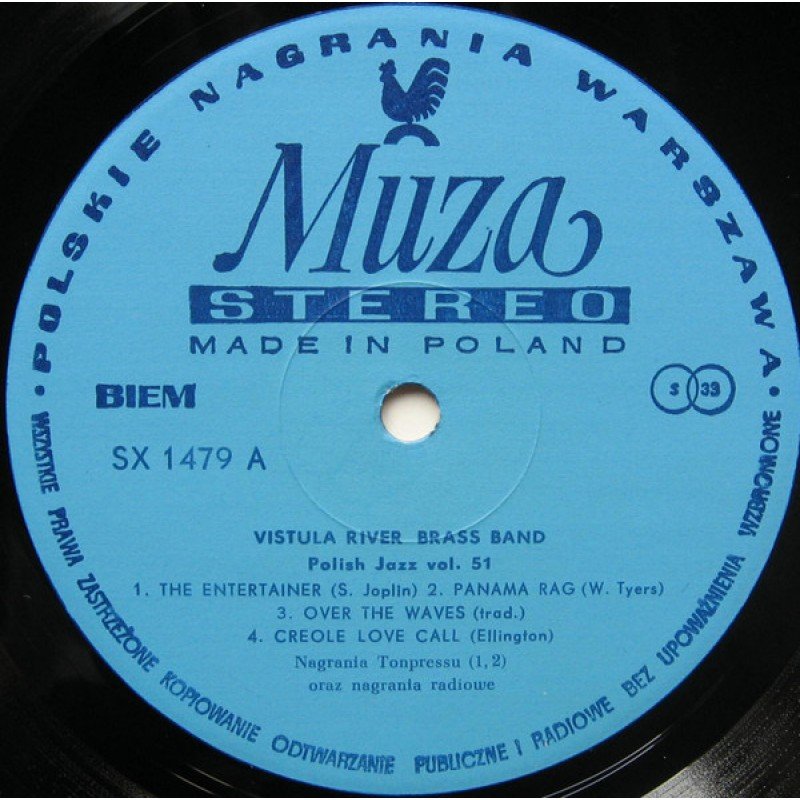 • POLSKIE NAGRANIA WARSZAWA •
Muza
STEREO
MADE IN POLAND
BIEM
S 33
SX 1479 A
VISTULA RIVER BRASS BAND
Polish Jazz vol. 51
1. THE ENTERTAINER (S. Joplin) 2. PANAMA RAG (W. Tyers)
3. OVER THE WAVES (trad.)
4. CREOLE LOVE CALL (Ellington)
Nagrania Tonpressu (1, 2)
oraz nagrania radiowe
WSZYSTKIE PRAWA ZASTRZEŻONE KOPIOWANIE ODTWARZANIE PUBLICZNE I RADIOWE BEZ UPOWAŻNIENIA WZBRONIONE